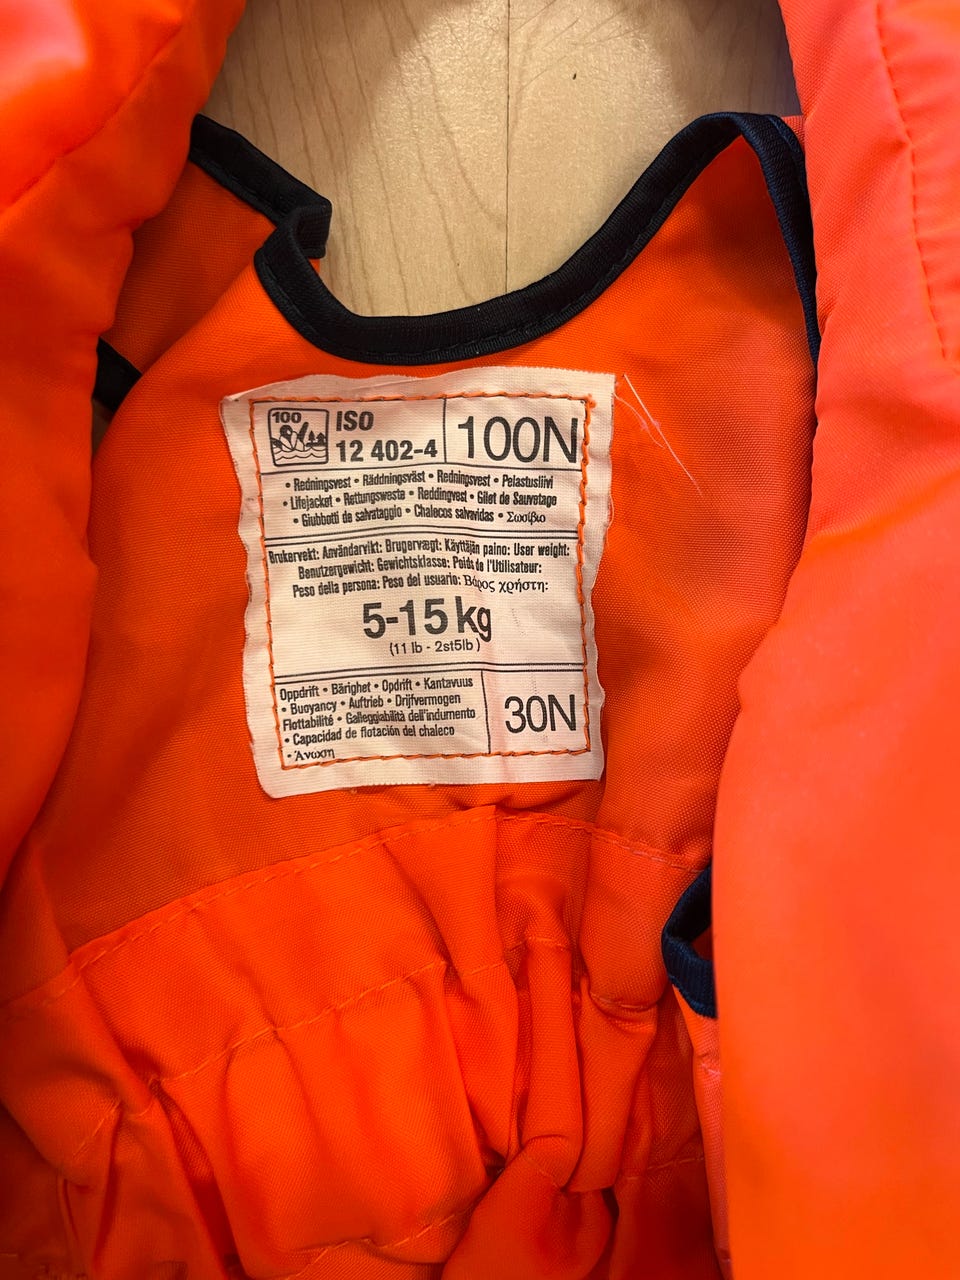 100
ISO
12 402-4
100N
• Redningsvest • Räddningsväst • Redningsvest • Pelastusliivi
• Lifejacket • Rettungsweste • Reddingvest • Gilet de Sauvetage
• Giubbotti de salvataggio • Chalecos salvavidas • Σωσίβιο
Brukervekt: Användarvikt: Brugervægt: Käyttäjän paino: User weight:
Benutzergewicht: Gewichtsklasse: Poids de l'Utilisateur:
Peso della persona: Peso del usuario: Βάρος χρήστη:
5-15 kg
(11 lb - 2st5lb)
Oppdrift • Bärighet • Opdrift • Kantavuus
• Buoyancy • Auftrieb • Drijfvermogen
Flottabilité • Galleggiabilità dell'indumento
• Capacidad de flotación del chaleco
• Άνωση
30N